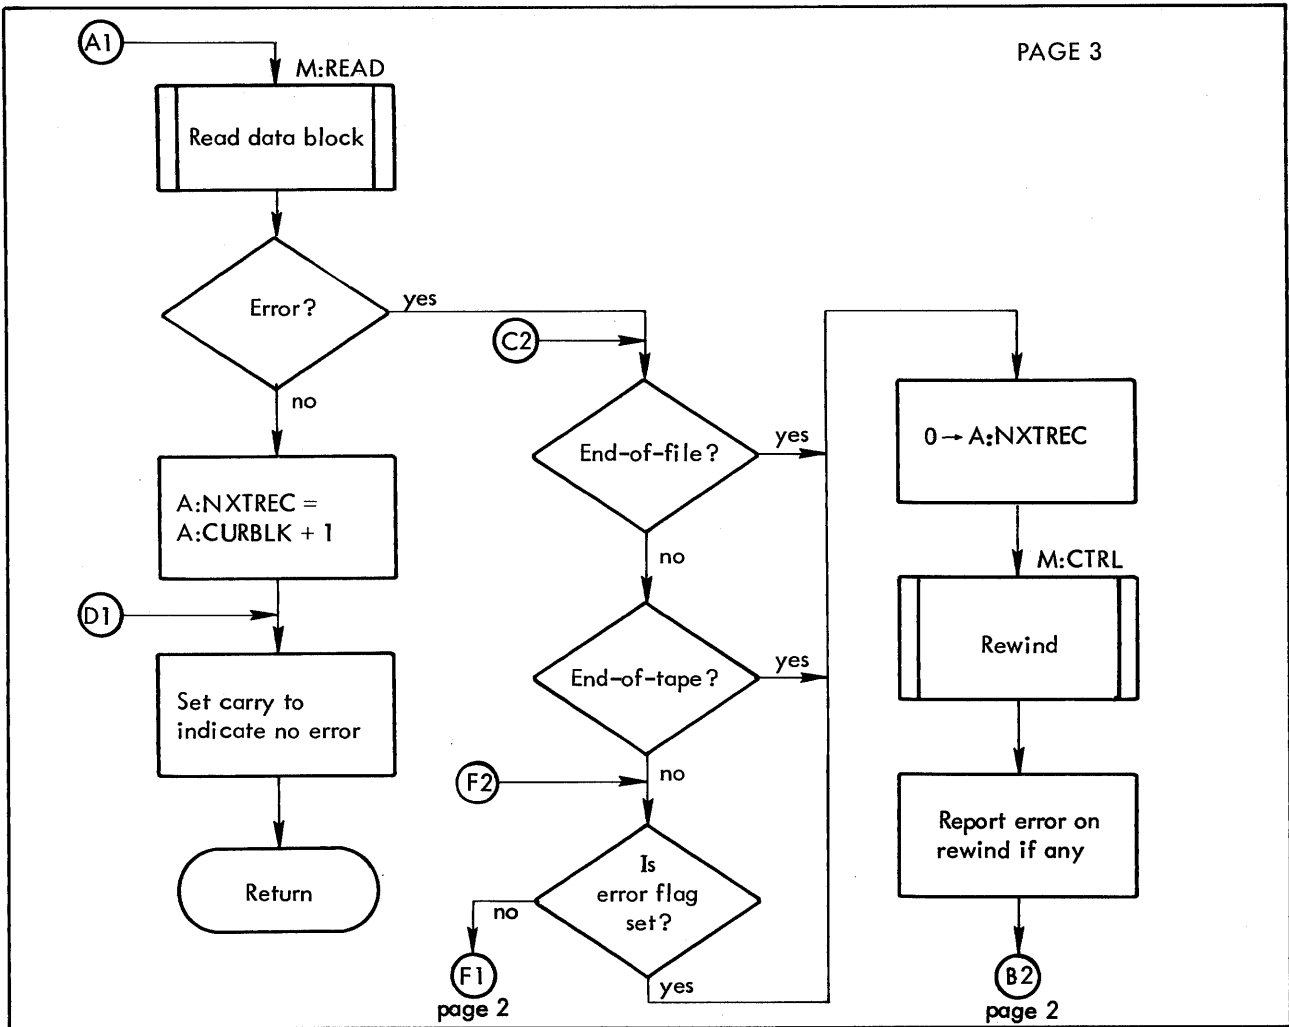 PAGE 3
A1
M:READ
Read data block
Error?
yes
no
A:NXTREC =
A:CURBLK + 1
D1
Set carry to
indicate no error
Return
C2
End-of-file?
yes
no
End-of-tape?
yes
no
F2
Is
error flag
set?
no
yes
F1
page 2
0→A:NXTREC
M:CTRL
Rewind
Report error on
rewind if any
B2
page 2